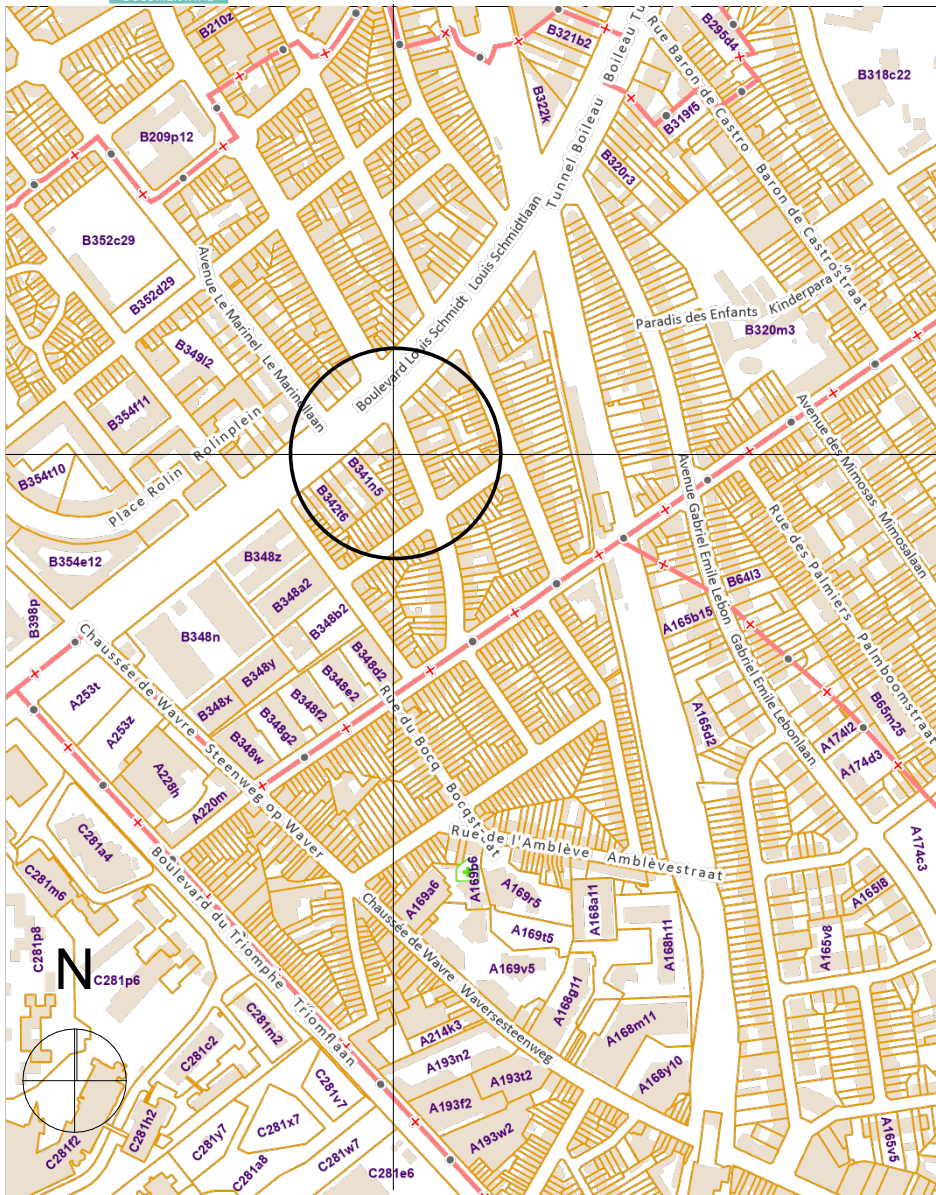 B210z
B321b2
B295d4
B318c22
B322k
B319f5
B209p12
B320r3
Rue Baron de Castro Baron de Castrostraat
Tunnel Boileau Boileau Tu
B352c29
B352d29
Avenue Le Marinel Le Marinellaan
Boulevard Louis Schmidt Louis Schmidtlaan
Paradis des Enfants Kinderparadis
B320m3
B349l2
B354f11
B354t10
Place Rolin Rolinplein
B341n5
B342t6
B354e12
B348z
B348a2
B348b2
B398p
B348n
B348y
B348x
B348d2
B348e2
B348f2
B348g2
B348w
Avenue des Mimosas Mimosalaan
Avenue Gabriel Emile Lebon Gabriel Emile Lebonlaan
Rue des Palmiers Palmboomstraat
B64l3
A165b15
A165d2
B65m25
A174l2
A174d3
A174c3
A253t
A253z
A228h
A220m
Chaussée de Wavre Steenweg op Waver
Rue du Bocq Bocqstraat
Rue de l'Amblève Amblèvestraat
C281a4
C281m6
C281p8
Boulevard du Triomphe Triomflaan
A169a6
A169b6
A169r5
A168a11
A169t5
A168h11
A165l8
A165v8
N
C281p6
A169v5
A168g11
Chaussée de Wavre Waversesteenweg
C281m2
C281c2
A214k3
A168m11
A193n2
A193t2
A168y10
C281v7
A193f2
C281f2
C281h2
C281y7
C281x7
A193w2
A165v5
C281a8
C281w7
C281e6